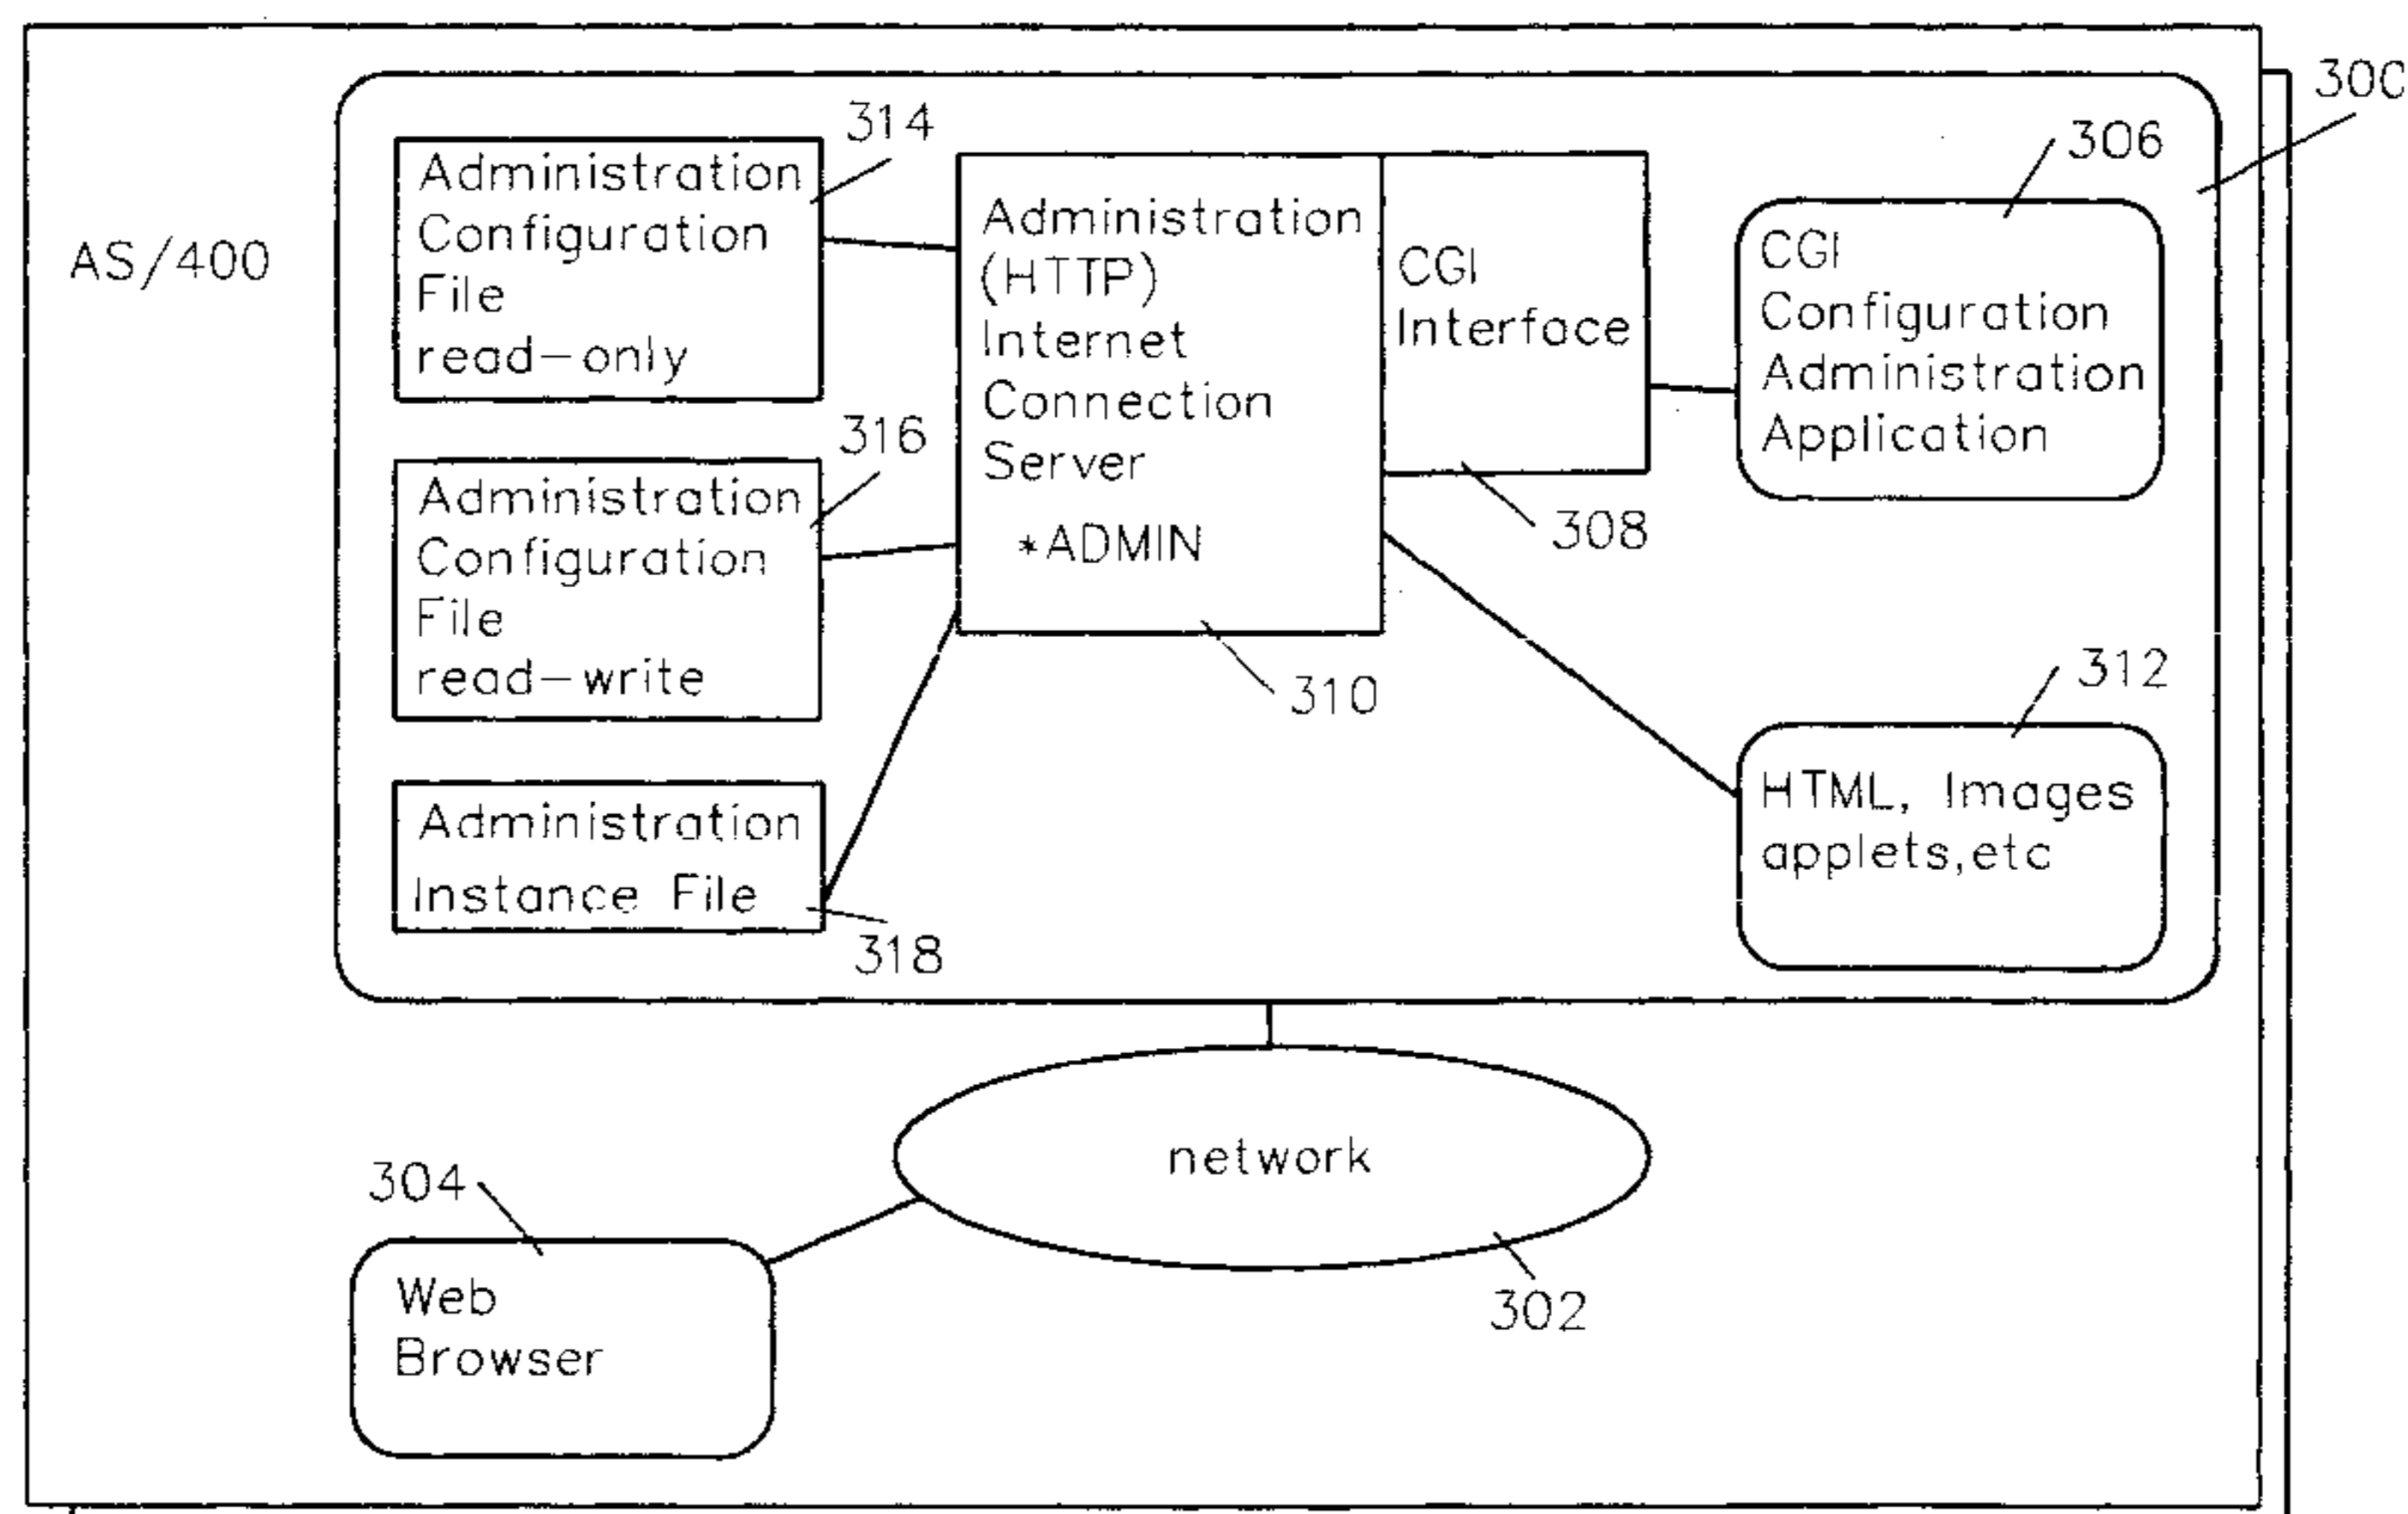 300
AS/400
314
Administration
Configuration
File
read-only
316
Administration
Configuration
File
read-write
Administration
Instance File
318
Administration
(HTTP)
Internet
Connection
Server
*ADMIN
310
CGI
Interface
308
306
CGI
Configuration
Administration
Application
312
HTML, Images
applets,etc
network
302
304
Web
Browser